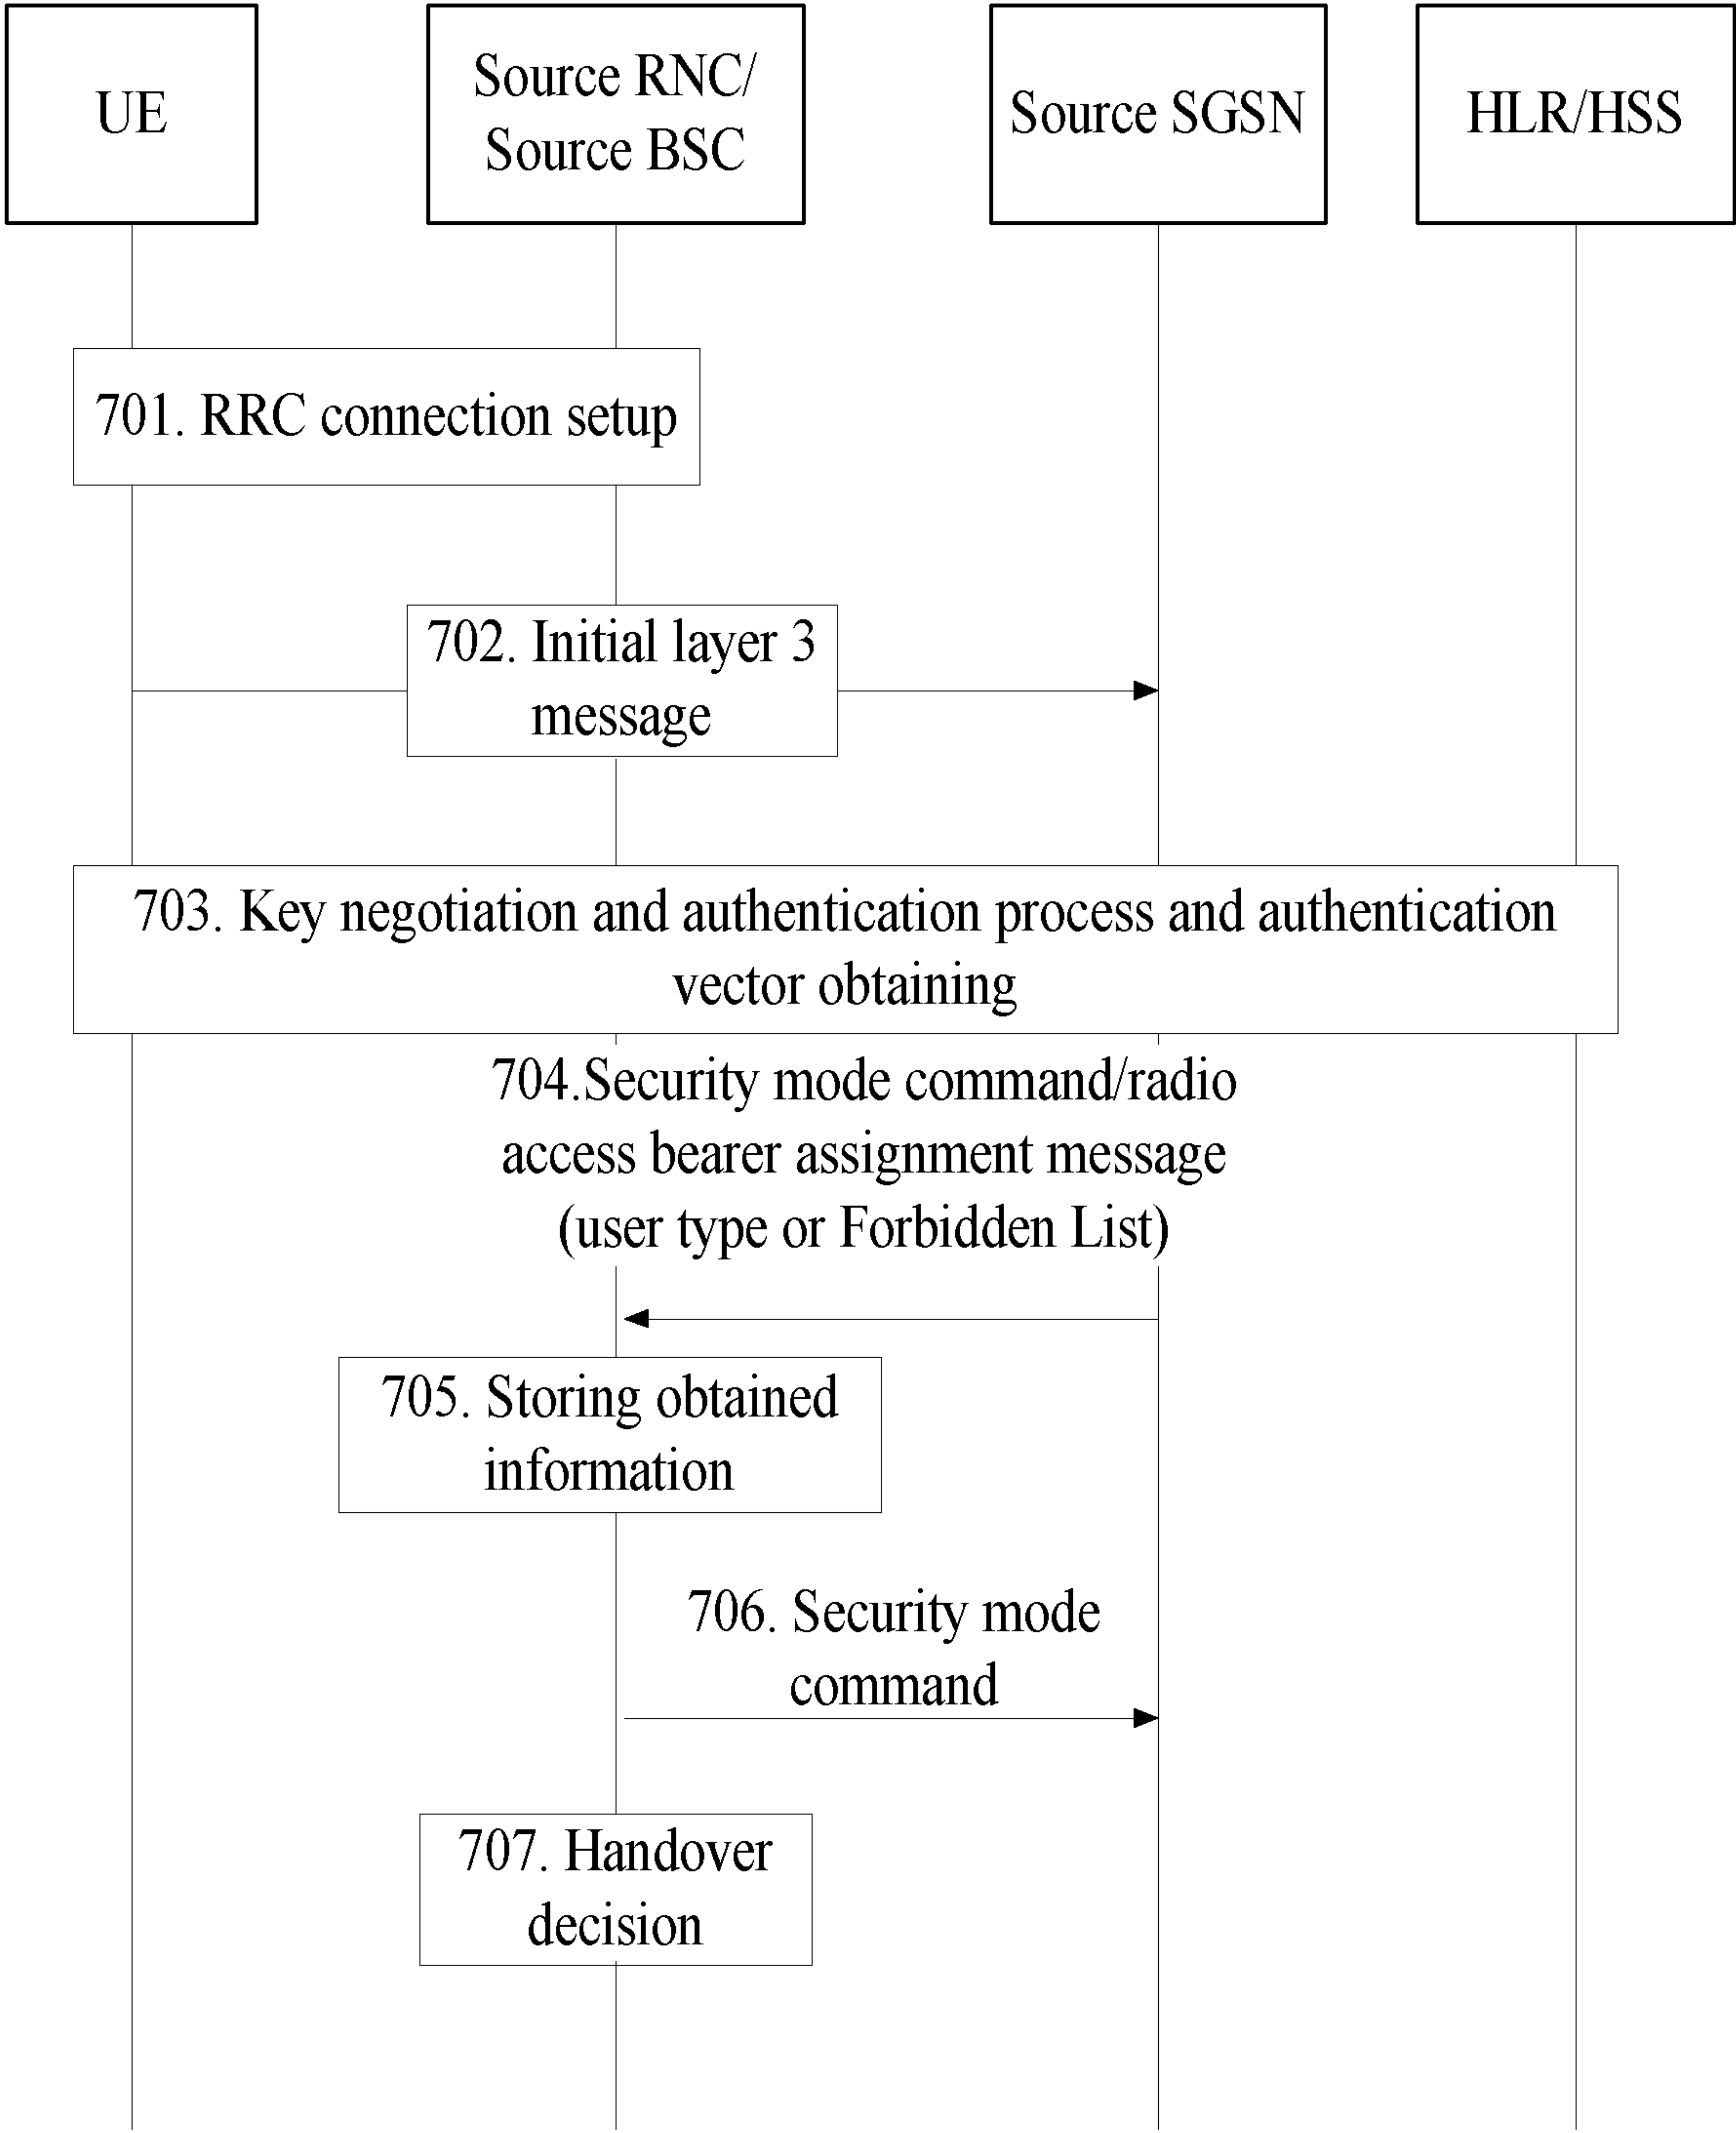 UE
Source RNC/
Source BSC
Source SGSN
HLR/HSS
701. RRC connection setup
702. Initial layer 3
message
703. Key negotiation and authentication process and authentication
vector obtaining
704.Security mode command/radio
access bearer assignment message
(user type or Forbidden List)
705. Storing obtained
information
706. Security mode
command
707. Handover
decision